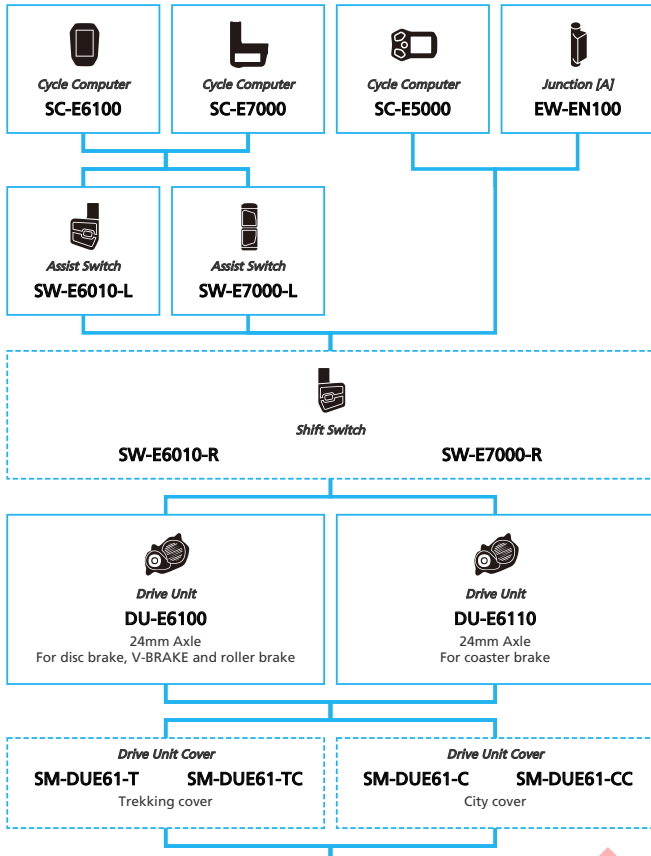 Cycle Computer
SC-E6100
Cycle Computer
SC-E7000
Cycle Computer
SC-E5000
Junction [A]
EW-EN100
Assist Switch
SW-E6010-L
Assist Switch
SW-E7000-L
Shift Switch
SW-E6010-R
SW-E7000-R
Drive Unit
DU-E6100
24mm Axle
For disc brake, V-BRAKE and roller brake
Drive Unit
DU-E6110
24mm Axle
For coaster brake
Drive Unit Cover
SM-DUE61-T SM-DUE61-TC
Trekking cover
Drive Unit Cover
SM-DUE61-C SM-DUE61-CC
City cover